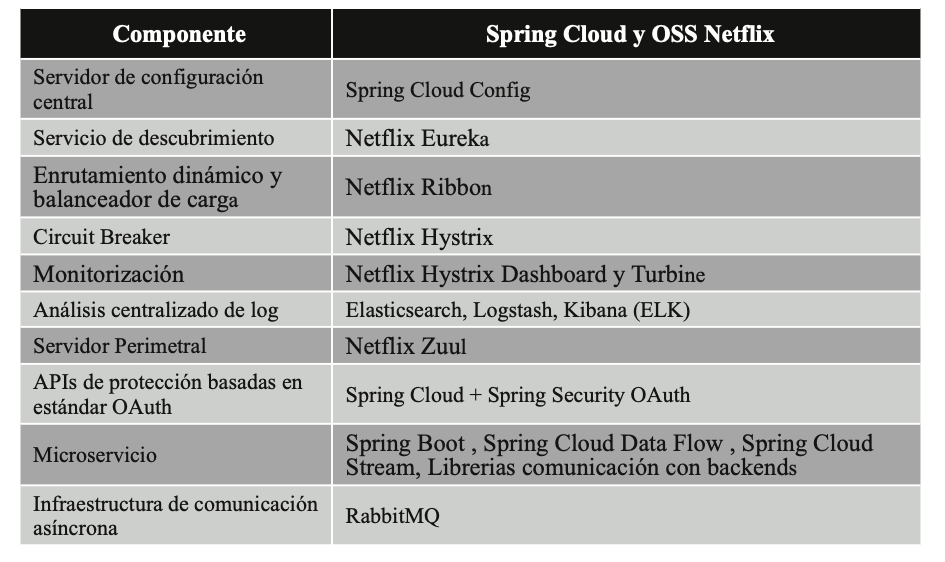 Componente
Spring Cloud y OSS Netflix
Servidor de configuración
central
Spring Cloud Config
Servicio de descubrimiento
Netflix Eureka
Enrutamiento dinámico y
balanceador de carga
Netflix Ribbon
Circuit Breaker
Netflix Hystrix
Monitorización
Netflix Hystrix Dashboard y Turbine
Análisis centralizado de log
Elasticsearch, Logstash, Kibana (ELK)
Servidor Perimetral
Netflix Zuul
APIs de protección basadas en
estándar OAuth
Spring Cloud + Spring Security OAuth
Microservicio
Spring Boot , Spring Cloud Data Flow , Spring Cloud
Stream, Librerias comunicación con backends
Infraestructura de comunicación
asíncrona
RabbitMQ